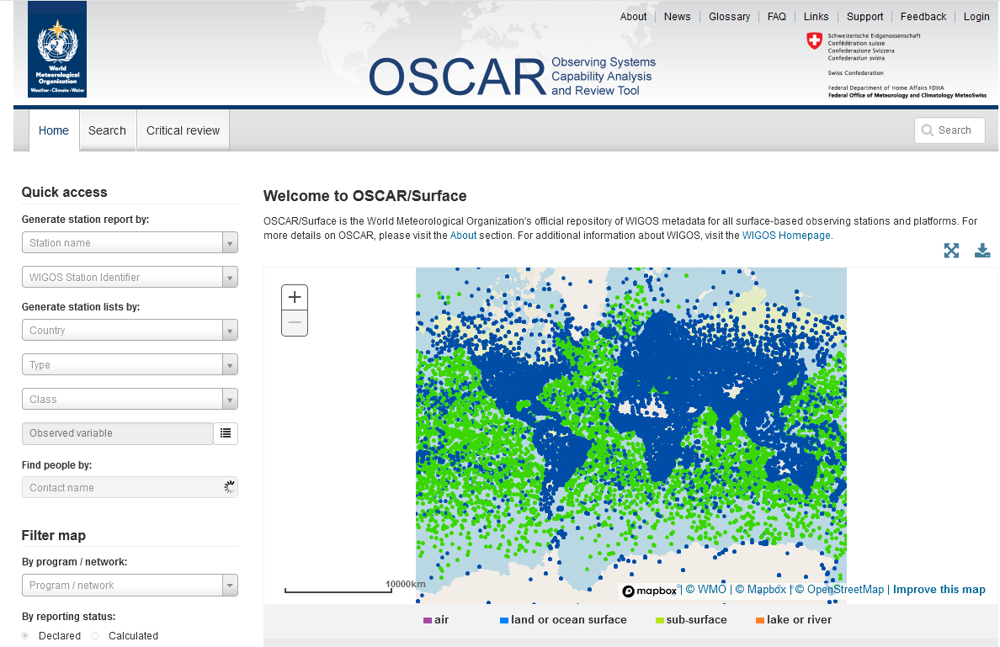 About News Glossary FAQ Links Support Feedback Login
World
Meteorological
Organization
Weather • Climate • Water
OSCAR
Observing Systems
Capability Analysis
and Review Tool
Schweizerische Eidgenossenschaft
Confédération suisse
Confederazione Svizzera
Confederaziun svizra
Swiss Confederation
Federal Department of Home Affairs FDHA
Federal Office of Meteorology and Climatology MeteoSwiss
Home Search Critical review
Search
Quick access
Generate station report by:
Station name
WIGOS Station Identifier
Generate station lists by:
Country
Type
Class
Observed variable
Find people by:
Contact name
Filter map
By program / network:
Program / network
By reporting status:
Declared Calculated
Welcome to OSCAR/Surface
OSCAR/Surface is the World Meteorological Organization's official repository of WIGOS metadata for all surface-based observing stations and platforms. For
more details on OSCAR, please visit the About section. For additional information about WIGOS, visit the WIGOS Homepage.
+
−
10000km
mapbox | © WMO | © Mapbox | © OpenStreetMap | Improve this map
air land or ocean surface sub-surface lake or river